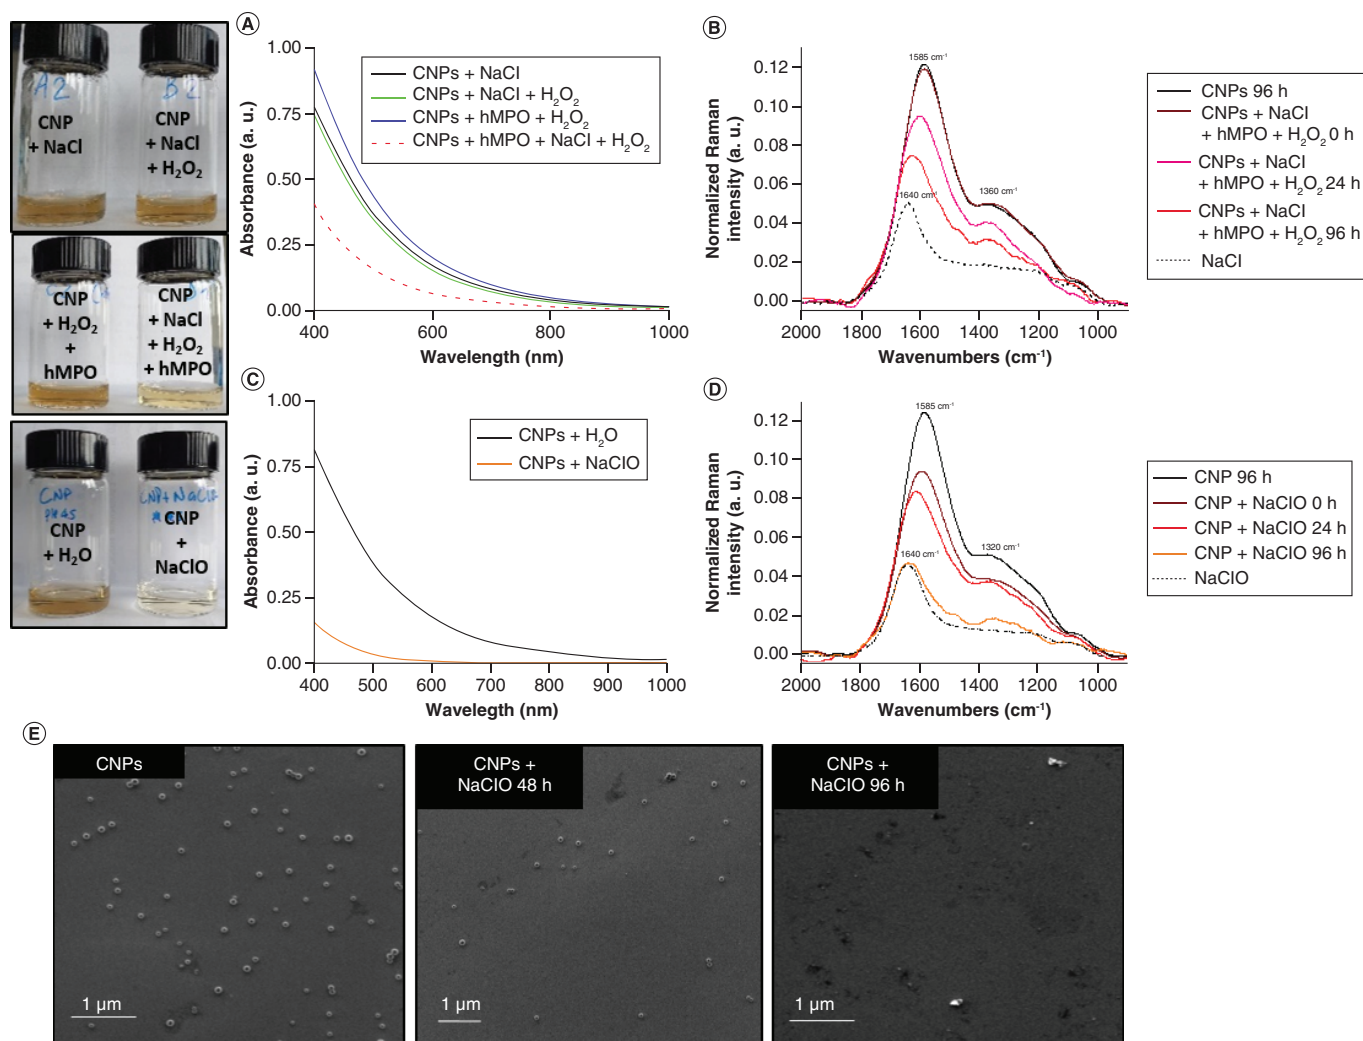 A2
CNP
+ NaCl
B2
CNP
+ NaCl
+ H₂O₂
CNP
+ H₂O₂
+
hMPO
CNP
+ NaCl
+ H₂O₂
+ hMPO
CNP
CNP
+ H₂O
CNP+NaClO
CNP
+
NaClO
A
1.00
0.75
0.50
0.25
0.00
Absorbance (a. u.)
400
600
800
1000
Wavelength (nm)
CNPs + NaCl
CNPs + NaCl + H₂O₂
CNPs + hMPO + H₂O₂
CNPs + hMPO + NaCl + H₂O₂
B
0.12
0.10
0.08
0.06
0.04
0.02
0.00
Normalized Raman
intensity (a. u.)
1585 cm⁻¹
1640 cm⁻¹
1360 cm⁻¹
2000
1800
1600
1400
1200
1000
Wavenumbers (cm⁻¹)
CNPs 96 h
CNPs + NaCl
+ hMPO + H₂O₂ 0 h
CNPs + NaCl
+ hMPO + H₂O₂ 24 h
CNPs + NaCl
+ hMPO + H₂O₂ 96 h
NaCl
C
1.00
0.75
0.50
0.25
0.00
Absorbance (a. u.)
400
500
600
700
800
900
1000
Wavelegth (nm)
CNPs + H₂O
CNPs + NaClO
D
0.12
0.10
0.08
0.06
0.04
0.02
0.00
Normalized Raman
intensity (a. u.)
1585 cm⁻¹
1640 cm⁻¹
1320 cm⁻¹
2000
1800
1600
1400
1200
1000
Wavenumbers (cm⁻¹)
CNP 96 h
CNP + NaClO 0 h
CNP + NaClO 24 h
CNP + NaClO 96 h
NaClO
E
CNPs
1 µm
CNPs +
NaClO 48 h
1 µm
CNPs +
NaClO 96 h
1 µm